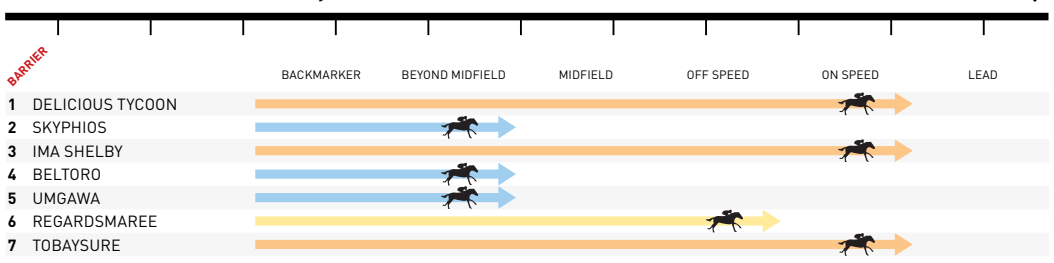 BARRIER
BACKMARKER BEYOND MIDFIELD MIDFIELD OFF SPEED ON SPEED LEAD
1 DELICIOUS TYCOON
2 SKYPHIOS
3 IMA SHELBY
4 BELTORO
5 UMGAWA
6 REGARDSMAREE
7 TOBAYSURE